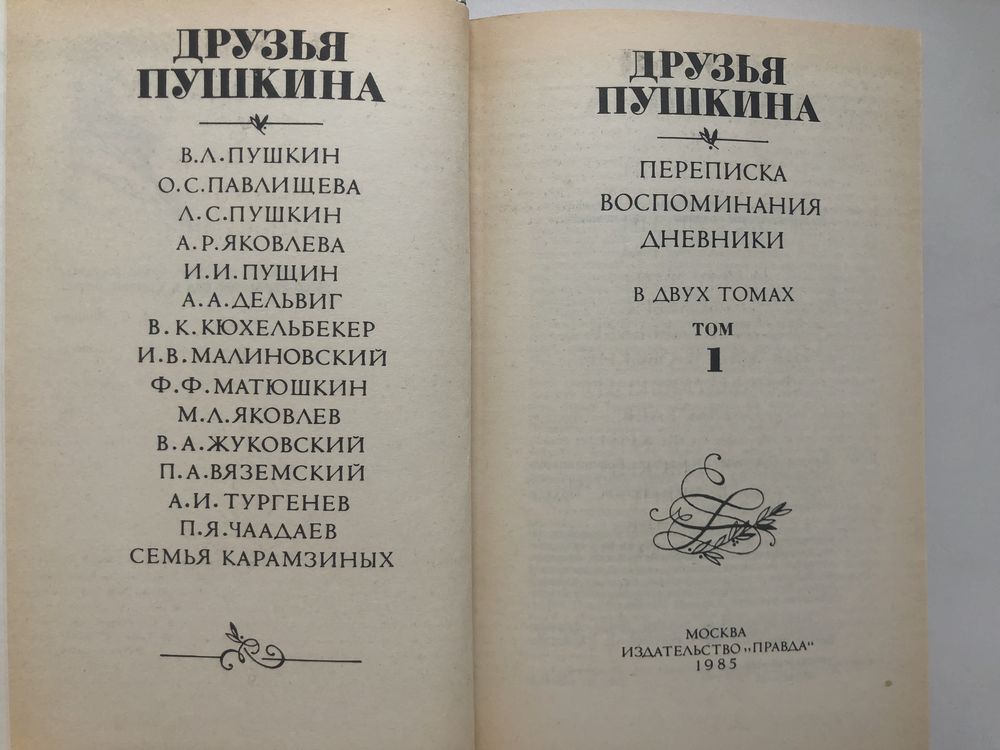 ДРУЗЬЯ
ПУШКИНА
В.Л.ПУШКИН
О.С.ПАВЛИЩЕВА
Л.С.ПУШКИН
А.Р.ЯКОВЛЕВА
И.И.ПУЩИН
А.А.ДЕЛЬВИГ
В.К.КЮХЕЛЬБЕКЕР
И.В.МАЛИНОВСКИЙ
Ф.Ф.МАТЮШКИН
М.Л.ЯКОВЛЕВ
В.А.ЖУКОВСКИЙ
П.А.ВЯЗЕМСКИЙ
А.И.ТУРГЕНЕВ
П.Я.ЧААДАЕВ
СЕМЬЯ КАРАМЗИНЫХ
ДРУЗЬЯ
ПУШКИНА
ПЕРЕПИСКА
ВОСПОМИНАНИЯ
ДНЕВНИКИ
В ДВУХ ТОМАХ
ТОМ
1
МОСКВА
ИЗДАТЕЛЬСТВО „ПРАВДА“
1985